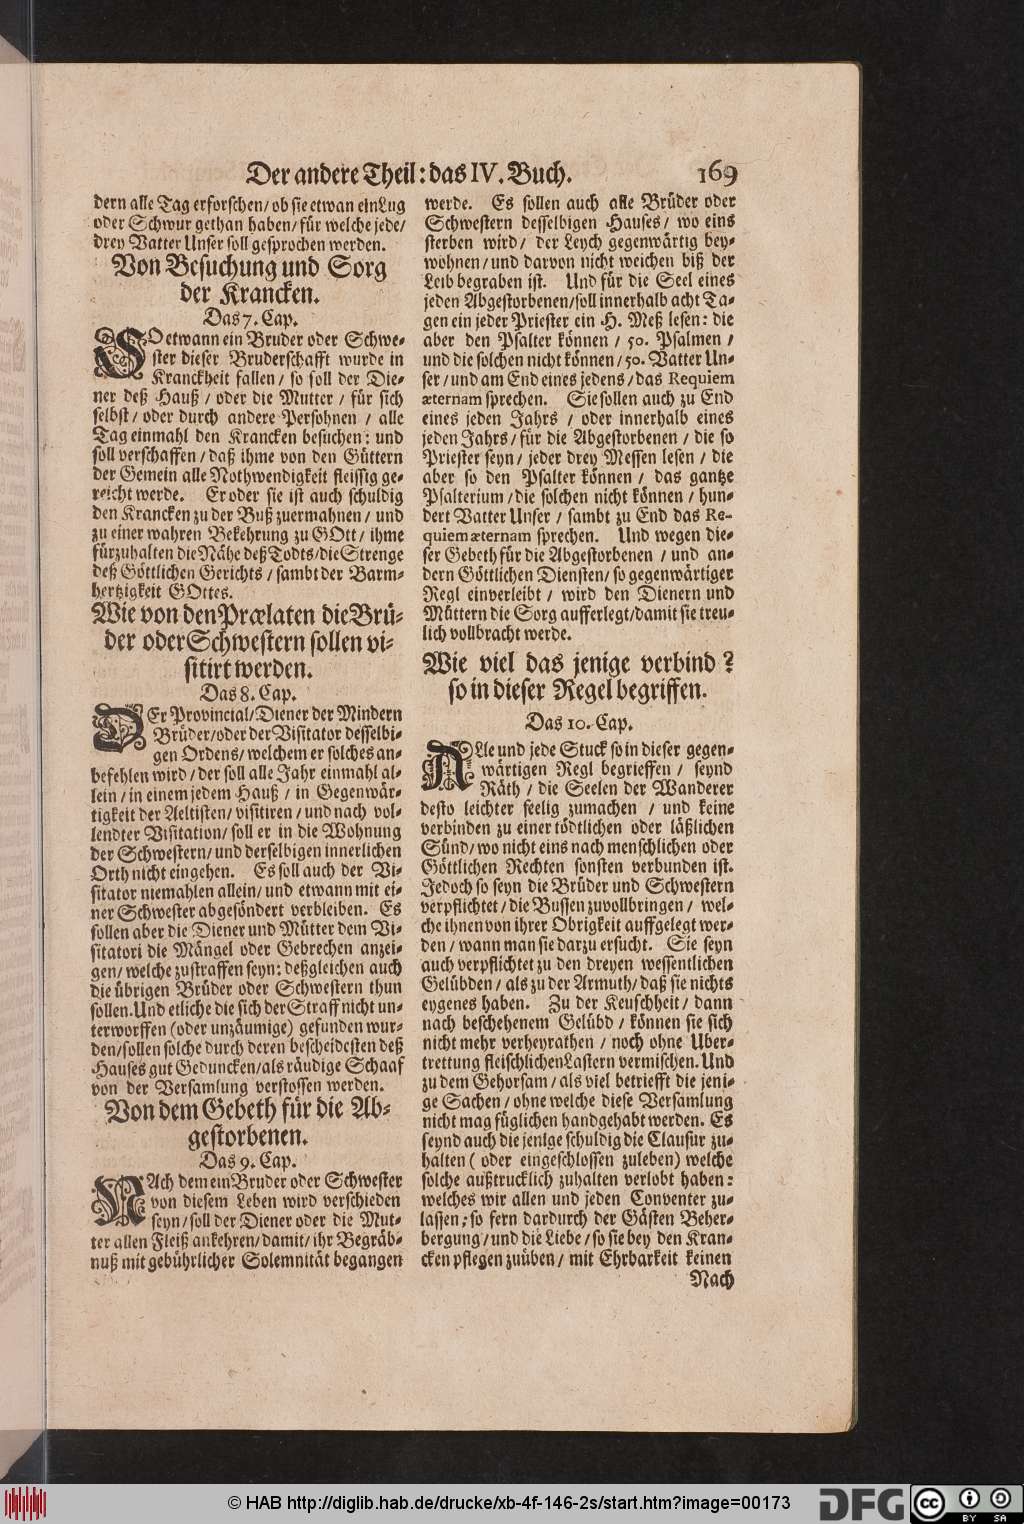 Der andere Theil: das IV. Buch. 169
dern alle Tag erforschen/ ob sie etwan ein Lug
oder Schwur gethan haben/ für welche jede/
drey Vatter Unser soll gesprochen werden.
Von Besuchung und Sorg
der Krancken.
Das 7. Cap.
SO etwann ein Bruder oder Schwe-
ster dieser Bruderschafft wurde in
Kranckheit fallen / so soll der Die-
ner deß Hauß / oder die Mutter / für sich
selbst / oder durch andere Persohnen / alle
Tag einmahl den Krancken besuchen: und
soll verschaffen / daß ihme von den Güttern
der Gemein alle Nothwendigkeit fleissig ge-
reicht werde. Er oder sie ist auch schuldig
den Krancken zu der Buß zuermahnen / und
zu einer wahren Bekehrung zu GOtt / ihme
fürzuhalten die Nähe deß Todts/ die Strenge
deß Göttlichen Gerichts / sambt der Barm-
hertzigkeit GOttes.
Wie von den Prælaten die Brü-
der oder Schwestern sollen vi-
sitirt werden.
Das 8. Cap.
DEr Provincial/ Diener der Mindern
Brüder/ oder der Visitator desselbi-
gen Ordens/ welchem er solches an-
befehlen wird / der soll alle Jahr einmahl al-
lein / in einem jedem Hauß / in Gegenwär-
tigkeit der Aeltisten/ visitiren / und nach vol-
lendter Visitation/ soll er in die Wohnung
der Schwestern/ und derselbigen innerlichen
Orth nicht eingehen. Es soll auch der Vi-
sitator niemahlen allein/ und etwann mit ei-
ner Schwester abgesöndert verbleiben. Es
sollen aber die Diener und Mütter dem Vi-
sitatori die Mängel oder Gebrechen anzei-
gen/ welche zustraffen seyn: deßgleichen auch
die übrigen Brüder oder Schwestern thun
sollen. Und etliche die sich der Straff nicht un-
terworffen (oder unzäumige) gefunden wur-
den/ sollen solche durch deren bescheidesten deß
Hauses gut Geduncken/ als räudige Schaaf
von der Versamlung verstossen werden.
Von dem Gebeth für die Ab-
gestorbenen.
Das 9. Cap.
NAch dem ein Bruder oder Schwester
von diesem Leben wird verschieden
seyn/ soll der Diener oder die Mut-
ter allen Fleiß ankehren/ damit/ ihr Begräb-
nuß mit gebührlicher Solemnität begangen
werde. Es sollen auch alle Brüder oder
Schwestern desselbigen Hauses / wo eins
sterben wird / der Leych gegenwärtig bey-
wohnen / und darvon nicht weichen biß der
Leib begraben ist. Und für die Seel eines
jeden Abgestorbenen/ soll innerhalb acht Ta-
gen ein jeder Priester ein H. Meß lesen: die
aber den Psalter können / 50. Psalmen /
und die solchen nicht können / 50. Vatter Un-
ser / und am End eines jedens / das Requiem
æternam sprechen. Sie sollen auch zu End
eines jeden Jahrs / oder innerhalb eines
jeden Jahrs / für die Abgestorbenen / die so
Priester seyn / jeder drey Messen lesen / die
aber so den Psalter können / das gantze
Psalterium / die solchen nicht können / hun-
dert Vatter Unser / sambt zu End das Re-
quiem æternam sprechen. Und wegen die-
ser Gebeth für die Abgestorbenen / und an-
dern Göttlichen Diensten/ so gegenwärtiger
Regl einverleibt / wird den Dienern und
Müttern die Sorg aufferlegt/ damit sie treu-
lich vollbracht werde.
Wie viel das jenige verbind?
so in dieser Regel begriffen.
Das 10. Cap.
ALle und jede Stuck so in dieser gegen-
wärtigen Regl begrieffen / seynd
Räth / die Seelen der Wanderer
desto leichter seelig zumachen / und keine
verbinden zu einer tödtlichen oder läßlichen
Sünd/ wo nicht eins nach menschlichen oder
Göttlichen Rechten sonsten verbunden ist.
Jedoch so seyn die Brüder und Schwestern
verpflichtet / die Bussen zuvollbringen / wel-
che ihnen von ihrer Obrigkeit auffgelegt wer-
den / wann man sie darzu ersucht. Sie seyn
auch verpflichtet zu den dreyen wessentlichen
Gelübden / als zu der Armuth/ daß sie nichts
eygenes haben. Zu der Keuschheit / dann
nach beschehenem Gelübd / können sie sich
nicht mehr verheyrathen / noch ohne Uber-
trettung fleischlichen Lastern vermischen. Und
zu dem Gehorsam / als viel betriefft die jeni-
ge Sachen / ohne welche diese Versamlung
nicht mag füglichen handgehabt werden. Es
seynd auch die jenige schuldig die Clausur zu-
halten ( oder eingeschlossen zuleben) welche
solche außtrucklich zuhalten verlobt haben:
welches wir allen und jeden Conventer zu-
lassen; so fern dardurch der Gästen Beher-
bergung / und die Liebe / so sie bey den Kran-
cken pflegen zuüben / mit Ehrbarkeit keinen
Nach
© HAB http://diglib.hab.de/drucke/xb-4f-146-2s/start.htm?image=00173
DFG
cc
BY SA